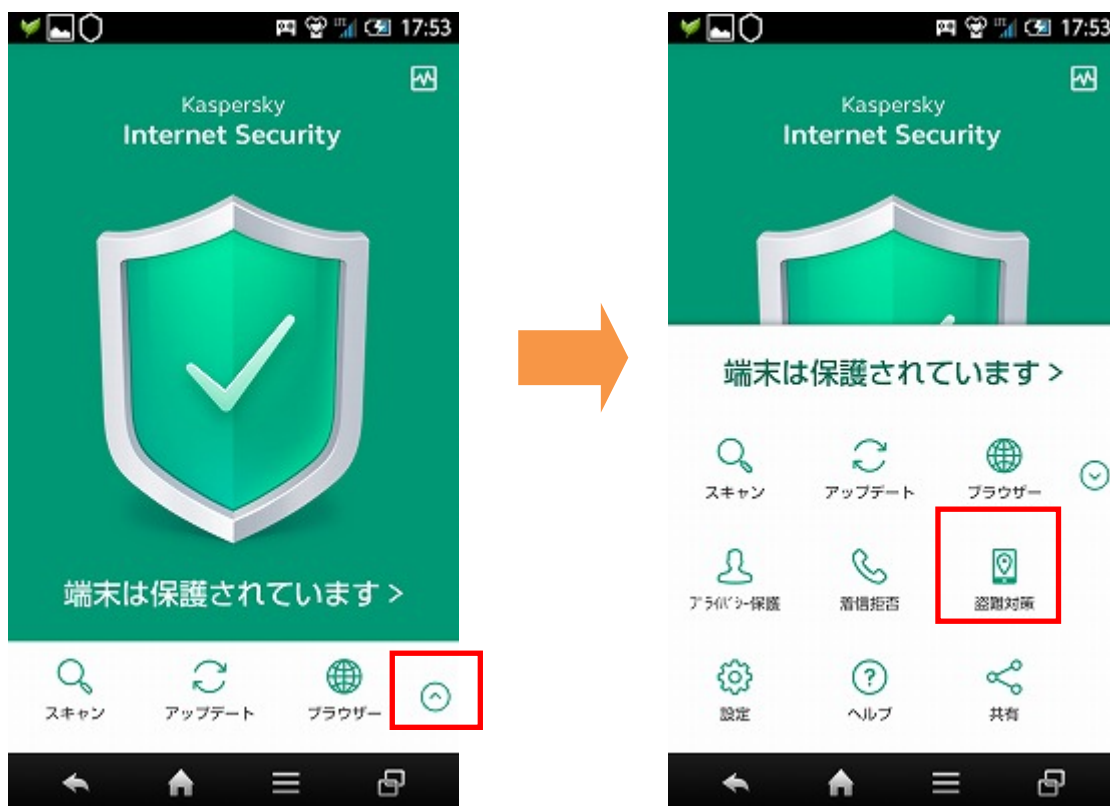 17:53
Kaspersky
Internet Security
端末は保護されています >
スキャン
アップデート
ブラウザー
17:53
Kaspersky
Internet Security
端末は保護されています >
スキャン
アップデート
ブラウザー
プライバシー保護
着信拒否
盗難対策
設定
ヘルプ
共有